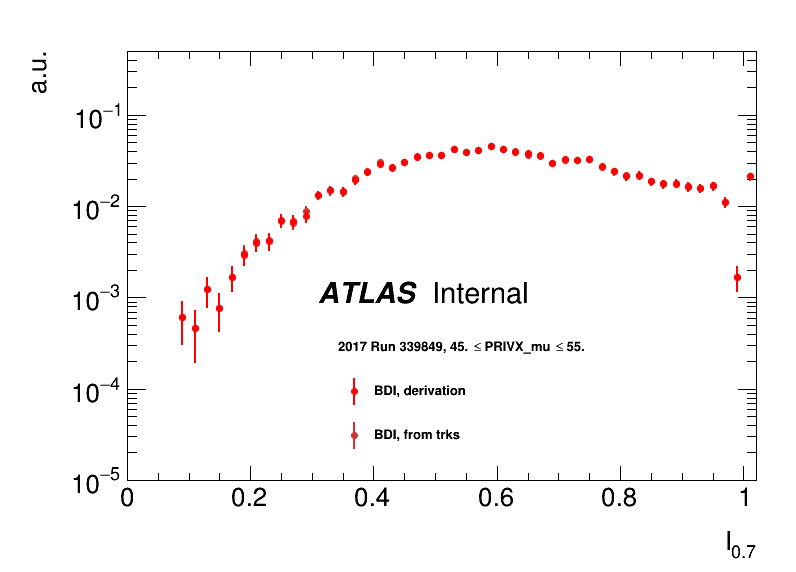 a.u.
10⁻¹
10⁻²
10⁻³
10⁻⁴
10⁻⁵
ATLAS Internal
2017 Run 339849, 45. ≤ PRIVX_mu ≤ 55.
BDI, derivation
BDI, from trks
0 0.2 0.4 0.6 0.8 1
I₀.₇